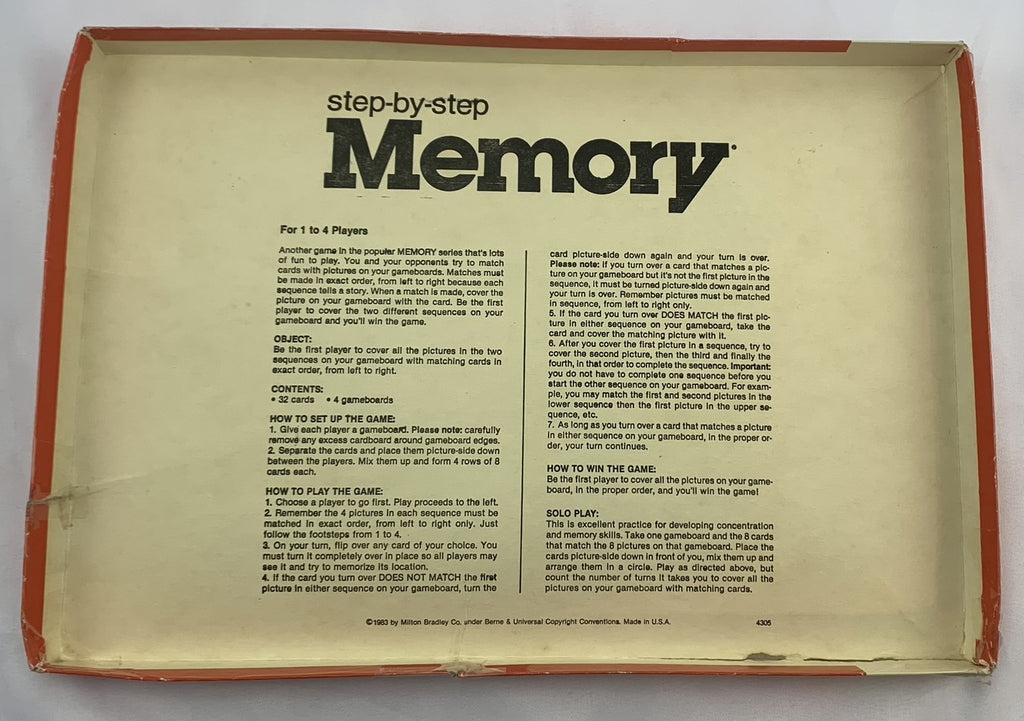 step-by-step
Memory
For 1 to 4 Players
Another game in the popular MEMORY series that's lots
of fun to play. You and your opponents try to match
cards with pictures on your gameboards. Matches must
be made in exact order, from left to right because each
sequence tells a story. When a match is made, cover the
picture on your gameboard with the card. Be the first
player to cover the two different sequences on your
gameboard and you'll win the game.
OBJECT:
Be the first player to cover all the pictures in the two
sequences on your gameboard with matching cards in
exact order, from left to right.
CONTENTS:
• 32 cards • 4 gameboards
HOW TO SET UP THE GAME:
1. Give each player a gameboard. Please note: carefully
remove any excess cardboard around gameboard edges.
2. Separate the cards and place them picture-side down
between the players. Mix them up and form 4 rows of 8
cards each.
HOW TO PLAY THE GAME:
1. Choose a player to go first. Play proceeds to the left.
2. Remember the 4 pictures in each sequence must be
matched in exact order, from left to right only. Just
follow the footsteps from 1 to 4.
3. On your turn, flip over any card of your choice. You
must turn it completely over in place so all players may
see it and try to memorize its location.
4. If the card you turn over DOES NOT MATCH the first
picture in either sequence on your gameboard, turn the
card picture-side down again and your turn is over.
Please note: If you turn over a card that matches a pic-
ture on your gameboard but it's not the first picture in the
sequence, it must be turned picture-side down again and
your turn is over. Remember pictures must be matched
in sequence, from left to right only.
5. If the card you turn over DOES MATCH the first pic-
ture in either sequence on your gameboard, take the
card and cover the matching picture with it.
6. After you cover the first picture in a sequence, try to
cover the second picture, then the third and finally the
fourth, in that order to complete the sequence. Important:
you do not have to complete one sequence before you
start the other sequence on your gameboard. For exam-
ple, you may match the first and second pictures in the
lower sequence then the first picture in the upper se-
quence, etc.
7. As long as you turn over a card that matches a picture
in either sequence on your gameboard, in the proper or-
der, your turn continues.
HOW TO WIN THE GAME:
Be the first player to cover all the pictures on your game-
board, in the proper order, and you'll win the game!
SOLO PLAY:
This is excellent practice for developing concentration
and memory skills. Take one gameboard and the 8 cards
that match the 8 pictures on that gameboard. Place the
cards picture-side down in front of you, mix them up and
arrange them in a circle. Play as directed above, but
count the number of turns it takes you to cover all the
pictures on your gameboard with matching cards.
©1983 by Milton Bradley Co. under Berne & Universal Copyright Conventions. Made in U.S.A. 4305